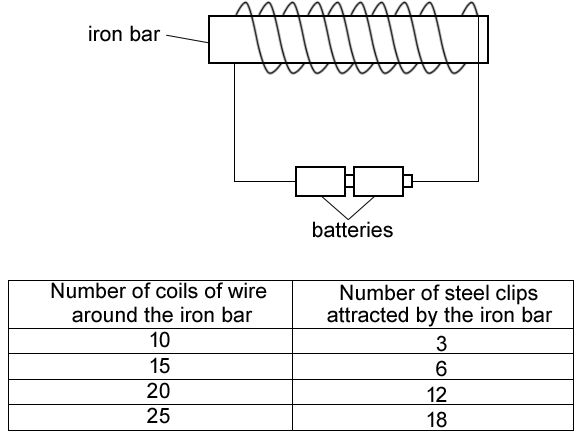 iron bar
batteries
Number of coils of wire
around the iron bar
Number of steel clips
attracted by the iron bar
10
3
15
6
20
12
25
18